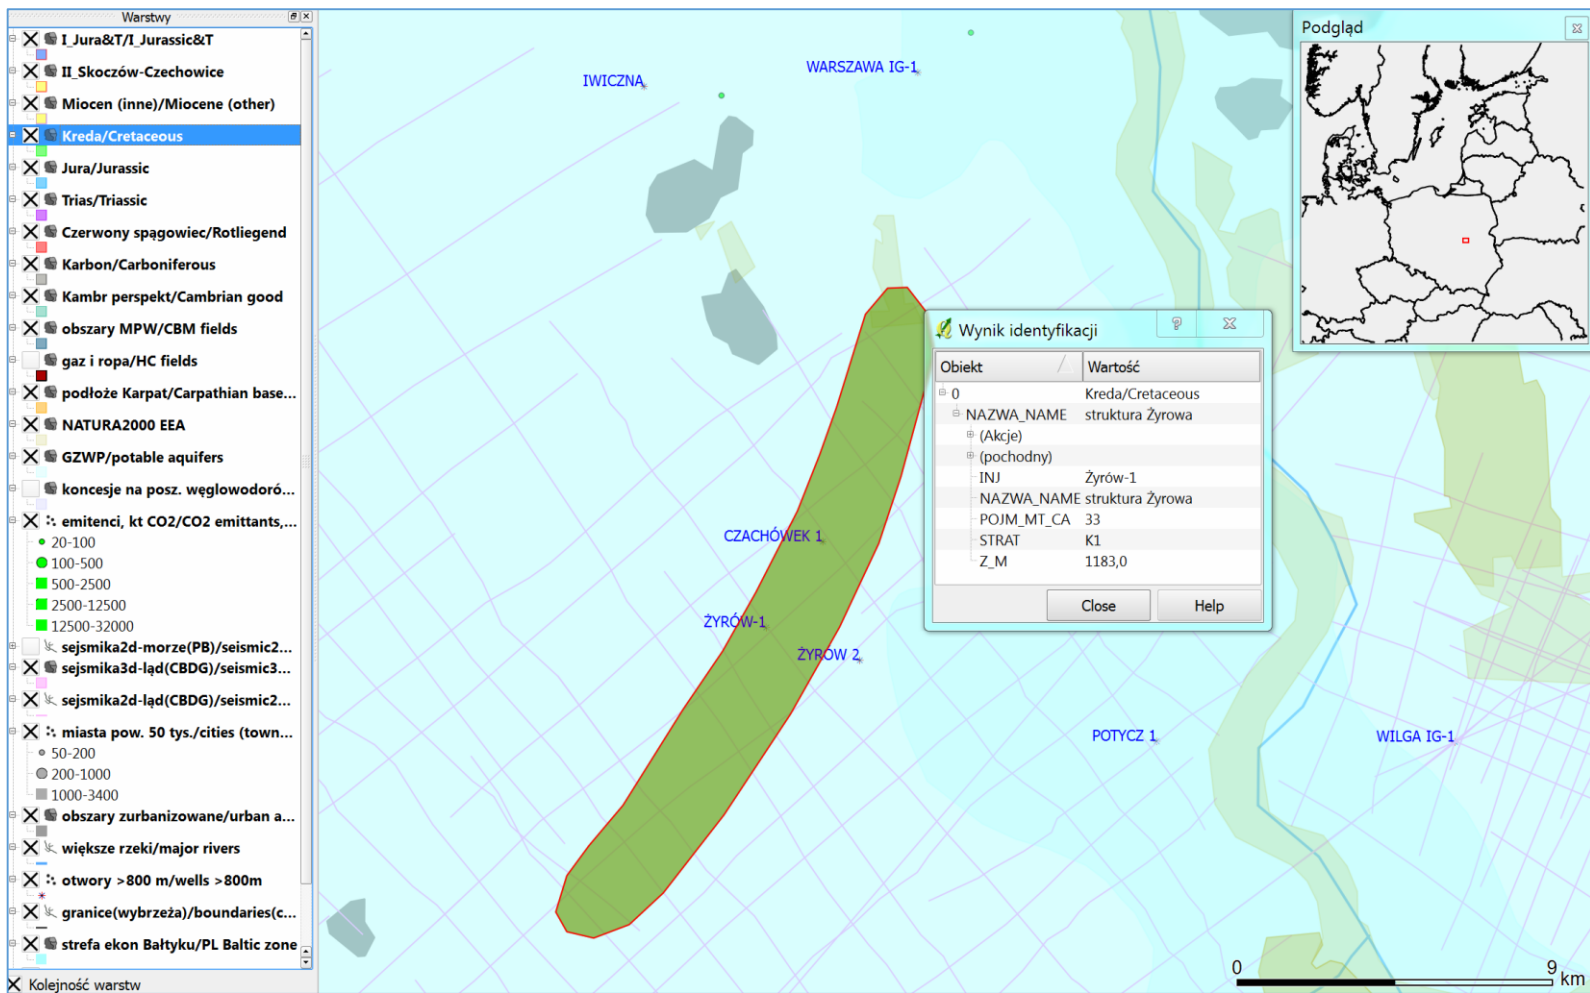 Warstwy
I_Jura&T/I_Jurassic&T
II_Skoczów-Czechowice
Miocen (inne)/Miocene (other)
Kreda/Cretaceous
Jura/Jurassic
Trias/Triassic
Czerwony spągowiec/Rotliegend
Karbon/Carboniferous
Kambr perspekt/Cambrian good
obszary MPW/CBM fields
gaz i ropa/HC fields
podłoże Karpat/Carpathian base...
NATURA2000 EEA
GZWP/potable aquifers
koncesje na posz. węglowodoró...
emitenci, kt CO2/CO2 emittants,...
20-100
100-500
500-2500
2500-12500
12500-32000
sejsmika2d-morze(PB)/seismic2...
sejsmika3d-ląd(CBDG)/seismic3...
sejsmika2d-ląd(CBDG)/seismic2...
miasta pow. 50 tys./cities (town...
50-200
200-1000
1000-3400
obszary zurbanizowane/urban a...
większe rzeki/major rivers
otwory >800 m/wells >800m
granice(wybrzeża)/boundaries(c...
strefa ekon Bałtyku/PL Baltic zone
Kolejność warstw
IWICZNA
WARSZAWA IG-1
CZACHÓWEK 1
ŻYRÓW-1
ŻYRÓW 2
POTYCZ 1
WILGA IG-1
Podgląd
Wynik identyfikacji
Obiekt Wartość
0 Kreda/Cretaceous
NAZWA_NAME struktura Żyrowa
(Akcje)
(pochodny)
INJ Żyrów-1
NAZWA_NAME struktura Żyrowa
POJM_MT_CA 33
STRAT K1
Z_M 1183,0
Close Help
0 9 km